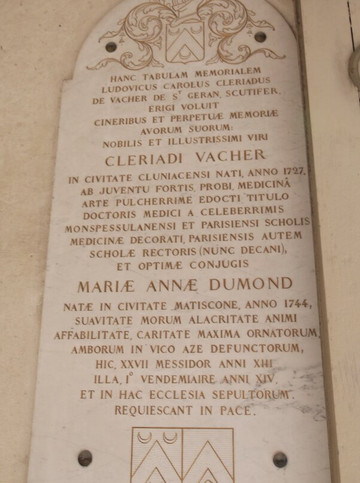 HANC TABULAM MEMORIALEM
LUDOVICUS CAROLUS CLERIADUS
DE VACHER DE S^T GERAN, SCUTIFER.
ERIGI VOLUIT
CINERIBUS ET PERPETUÆ MEMORIÆ
AVORUM SUORUM:
NOBILIS ET ILLUSTRISSIMI VIRI
CLERIADI VACHER
IN CIVITATE CLUNIACENSI NATI, ANNO 1727,
AB JUVENTU FORTIS, PROBI, MEDICINÂ
ARTE PULCHERRIME EDOCTI TITULO
DOCTORIS MEDICI A CELEBERRIMIS
MONSPESSULANENSI ET PARISIENSI SCHOLIS
MEDICINÆ DECORATI, PARISIENSIS AUTEM
SCHOLÆ RECTORIS (NUNC DECANI),
ET OPTIMÆ CONJUGIS
MARIÆ ANNÆ DUMOND
NATÆ IN CIVITATE MATISCONE, ANNO 1744,
SUAVITATE MORUM ALACRITATE ANIMI
AFFABILITATE, CARITATE MAXIMA ORNATORUM,
AMBORUM IN VICO AZE DEFUNCTORUM,
HIC, XXVII MESSIDOR ANNI XIII
ILLA, I° VENDEMIAIRE ANNI XIV.
ET IN HAC ECCLESIA SEPULTORUM.
REQUIESCANT IN PACE.